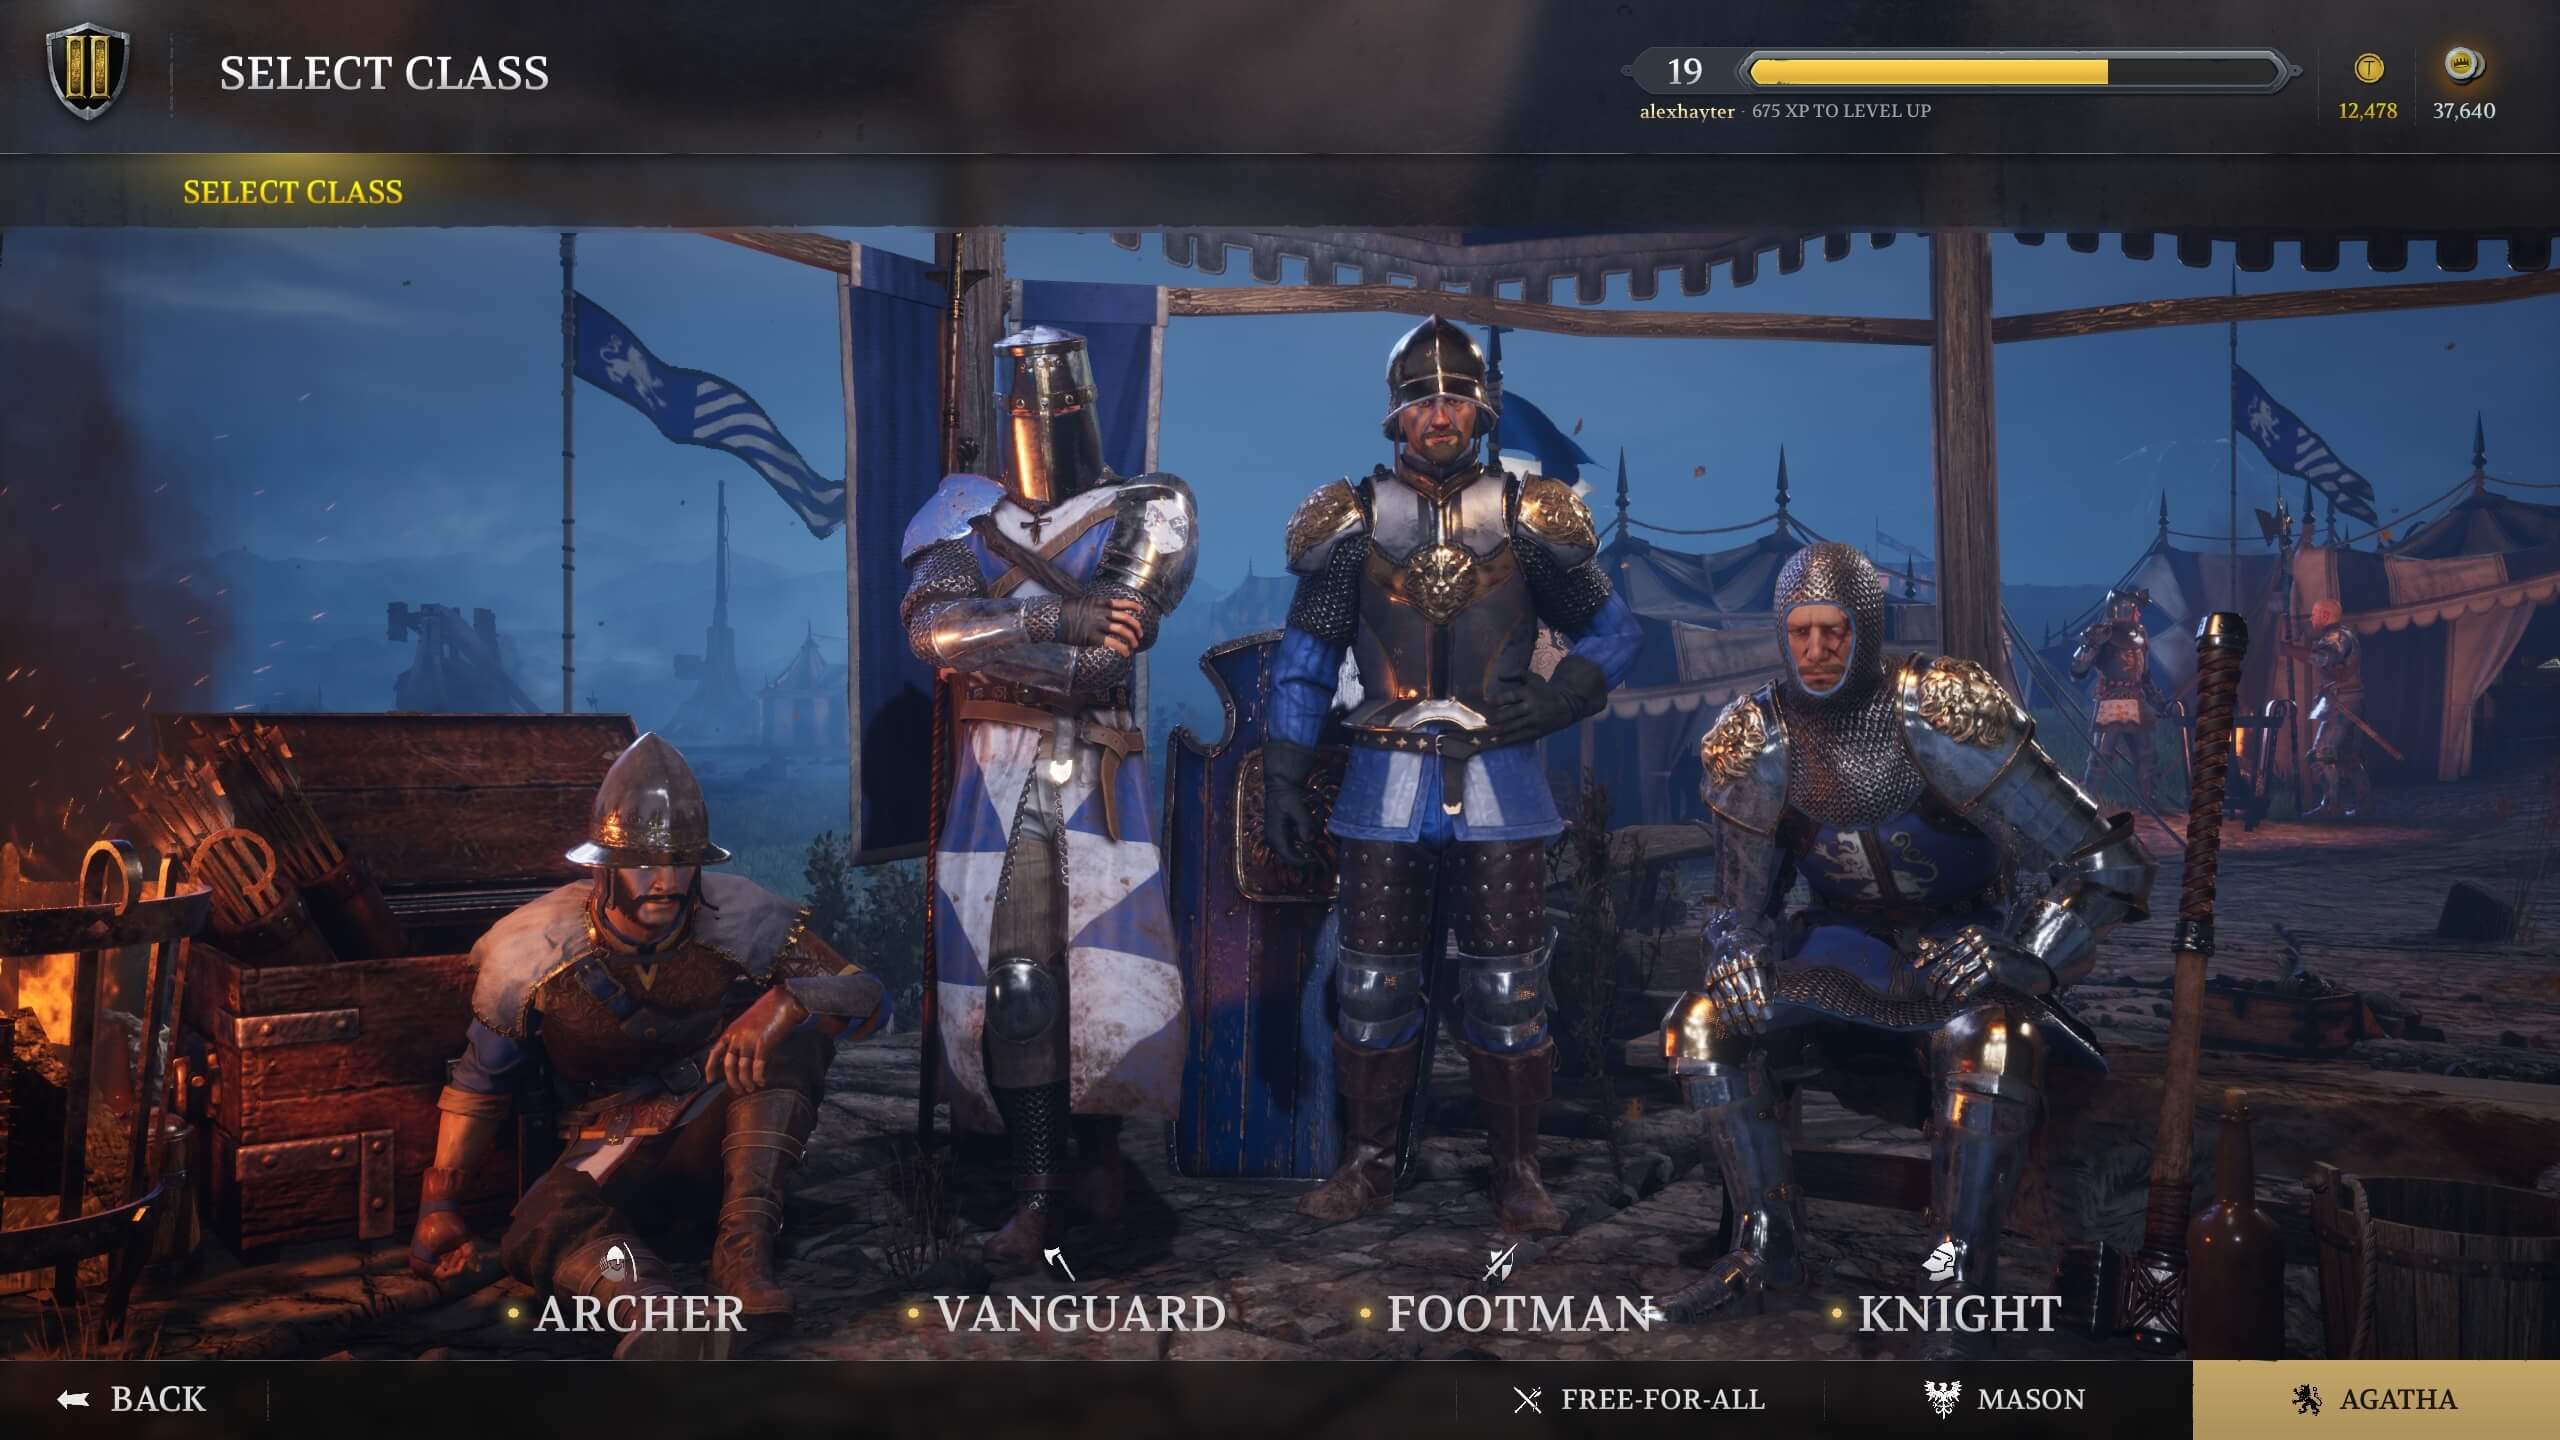 SELECT CLASS
19
alexhayter · 675 XP TO LEVEL UP
12,478
37,640
SELECT CLASS
ARCHER
VANGUARD
FOOTMAN
KNIGHT
BACK
FREE-FOR-ALL
MASON
AGATHA